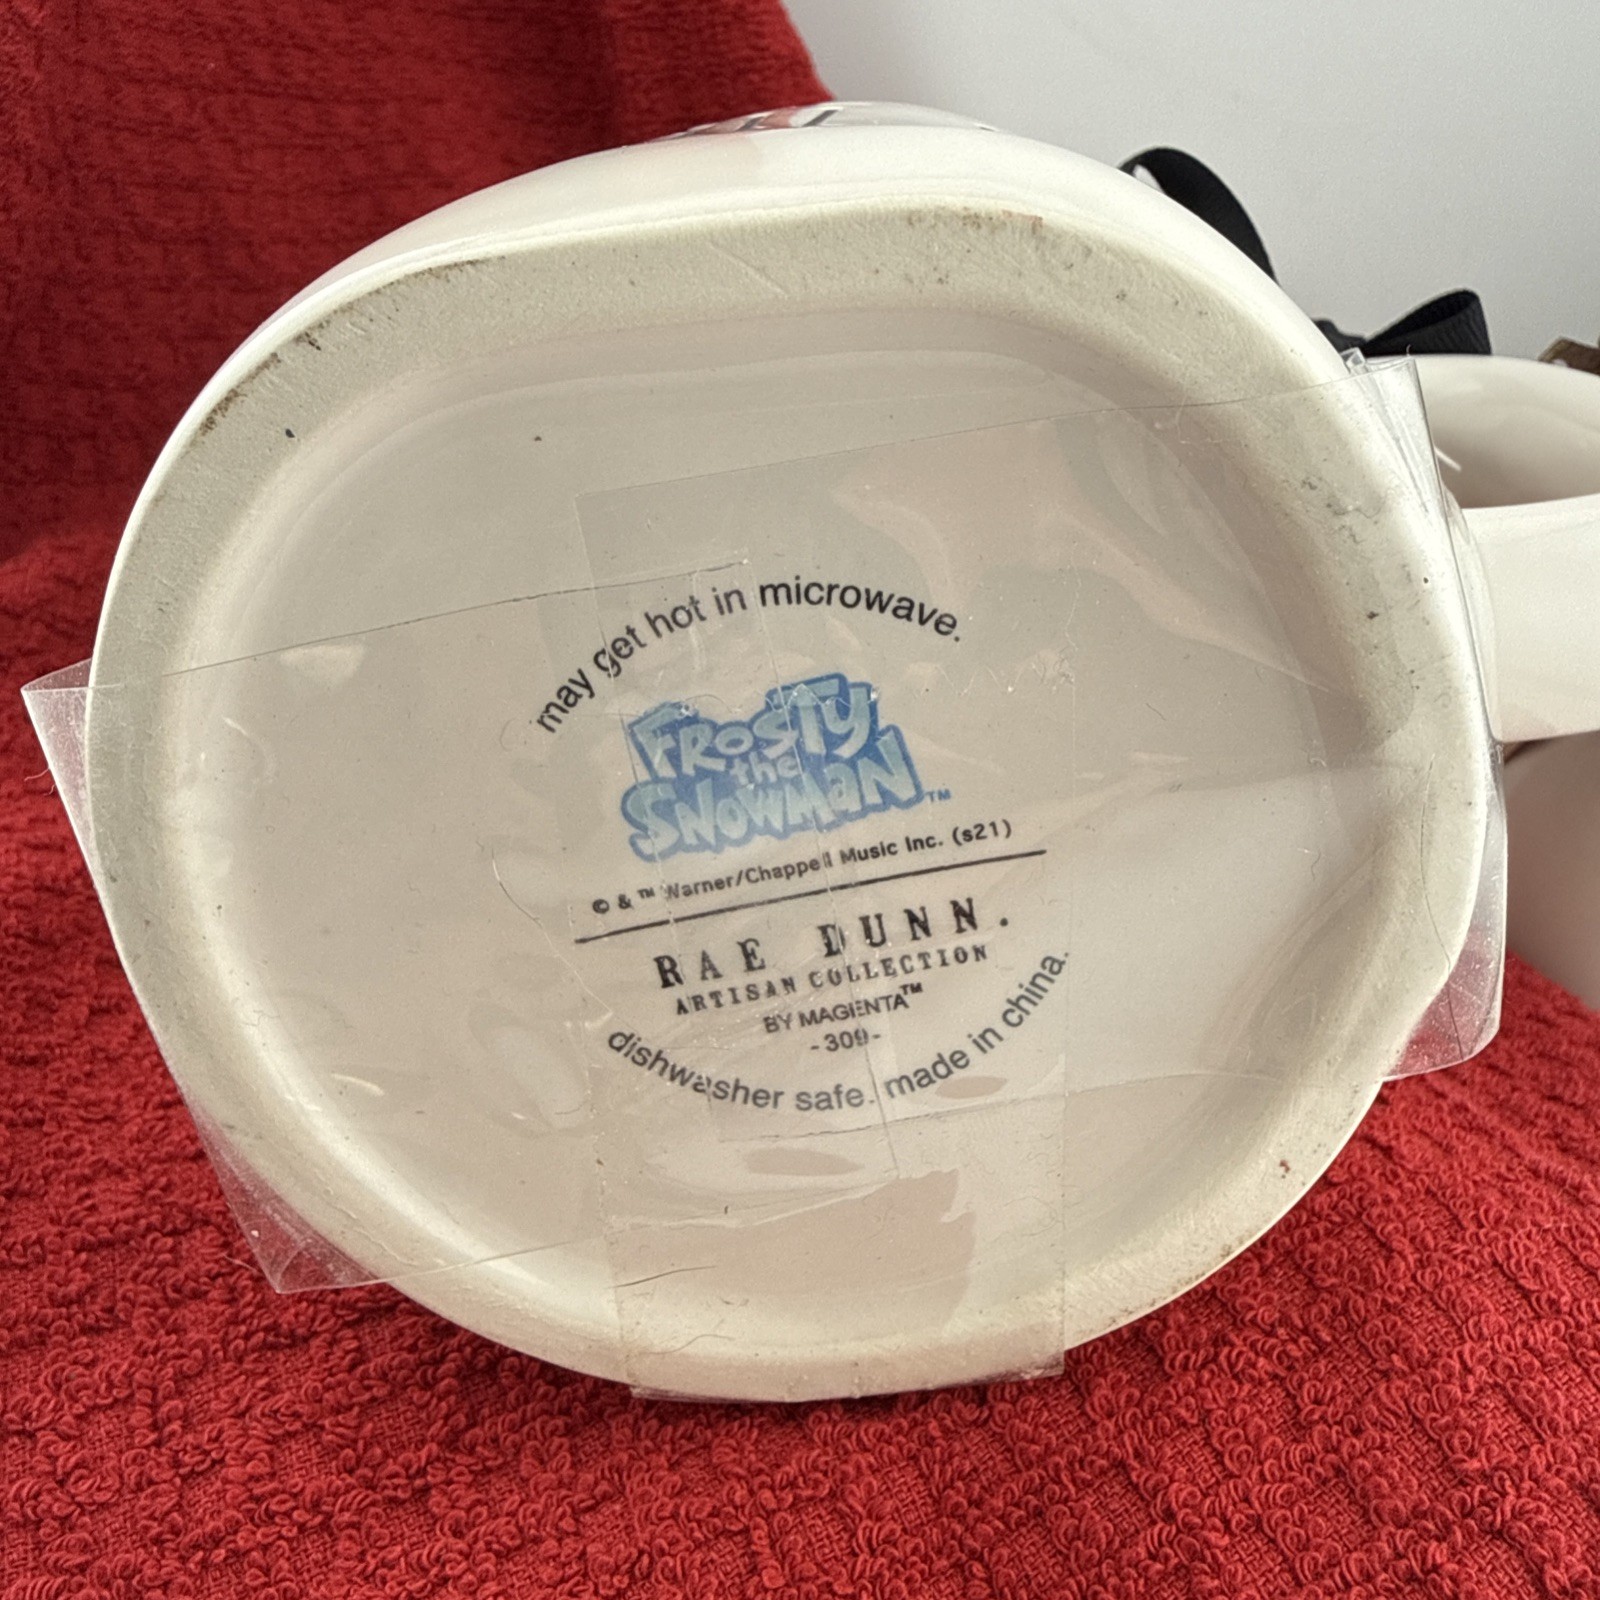 may get hot in microwave.
FROSTY
the
SNOWMAN™
© & ™ Warner/Chappell Music Inc. (s21)
RAE DUNN.
ARTISAN COLLECTION
BY MAGENTA™
-309-
dishwasher safe. made in china.